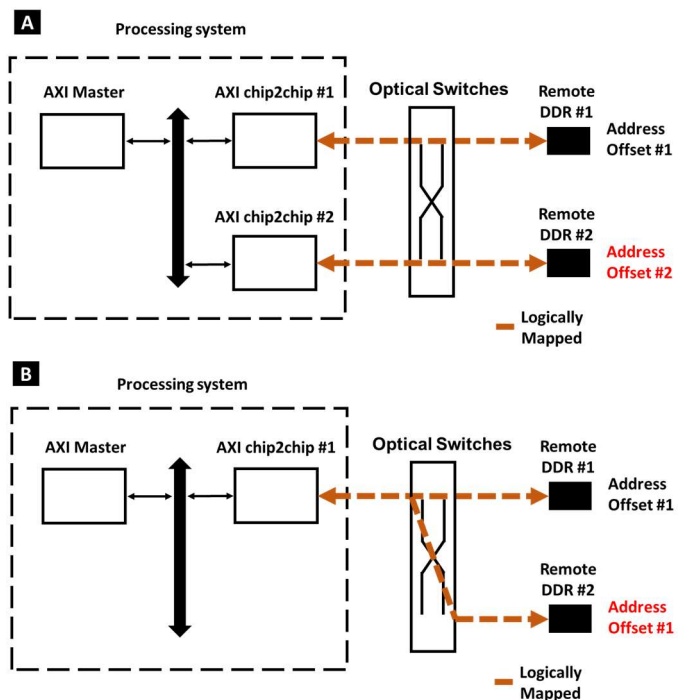 A
Processing system
AXI Master
AXI chip2chip #1
Optical Switches
Remote
DDR #1
Address
Offset #1
AXI chip2chip #2
Remote
DDR #2
Address
Offset #2
Logically
Mapped
B
Processing system
AXI Master
AXI chip2chip #1
Optical Switches
Remote
DDR #1
Address
Offset #1
Remote
DDR #2
Address
Offset #1
Logically
Mapped